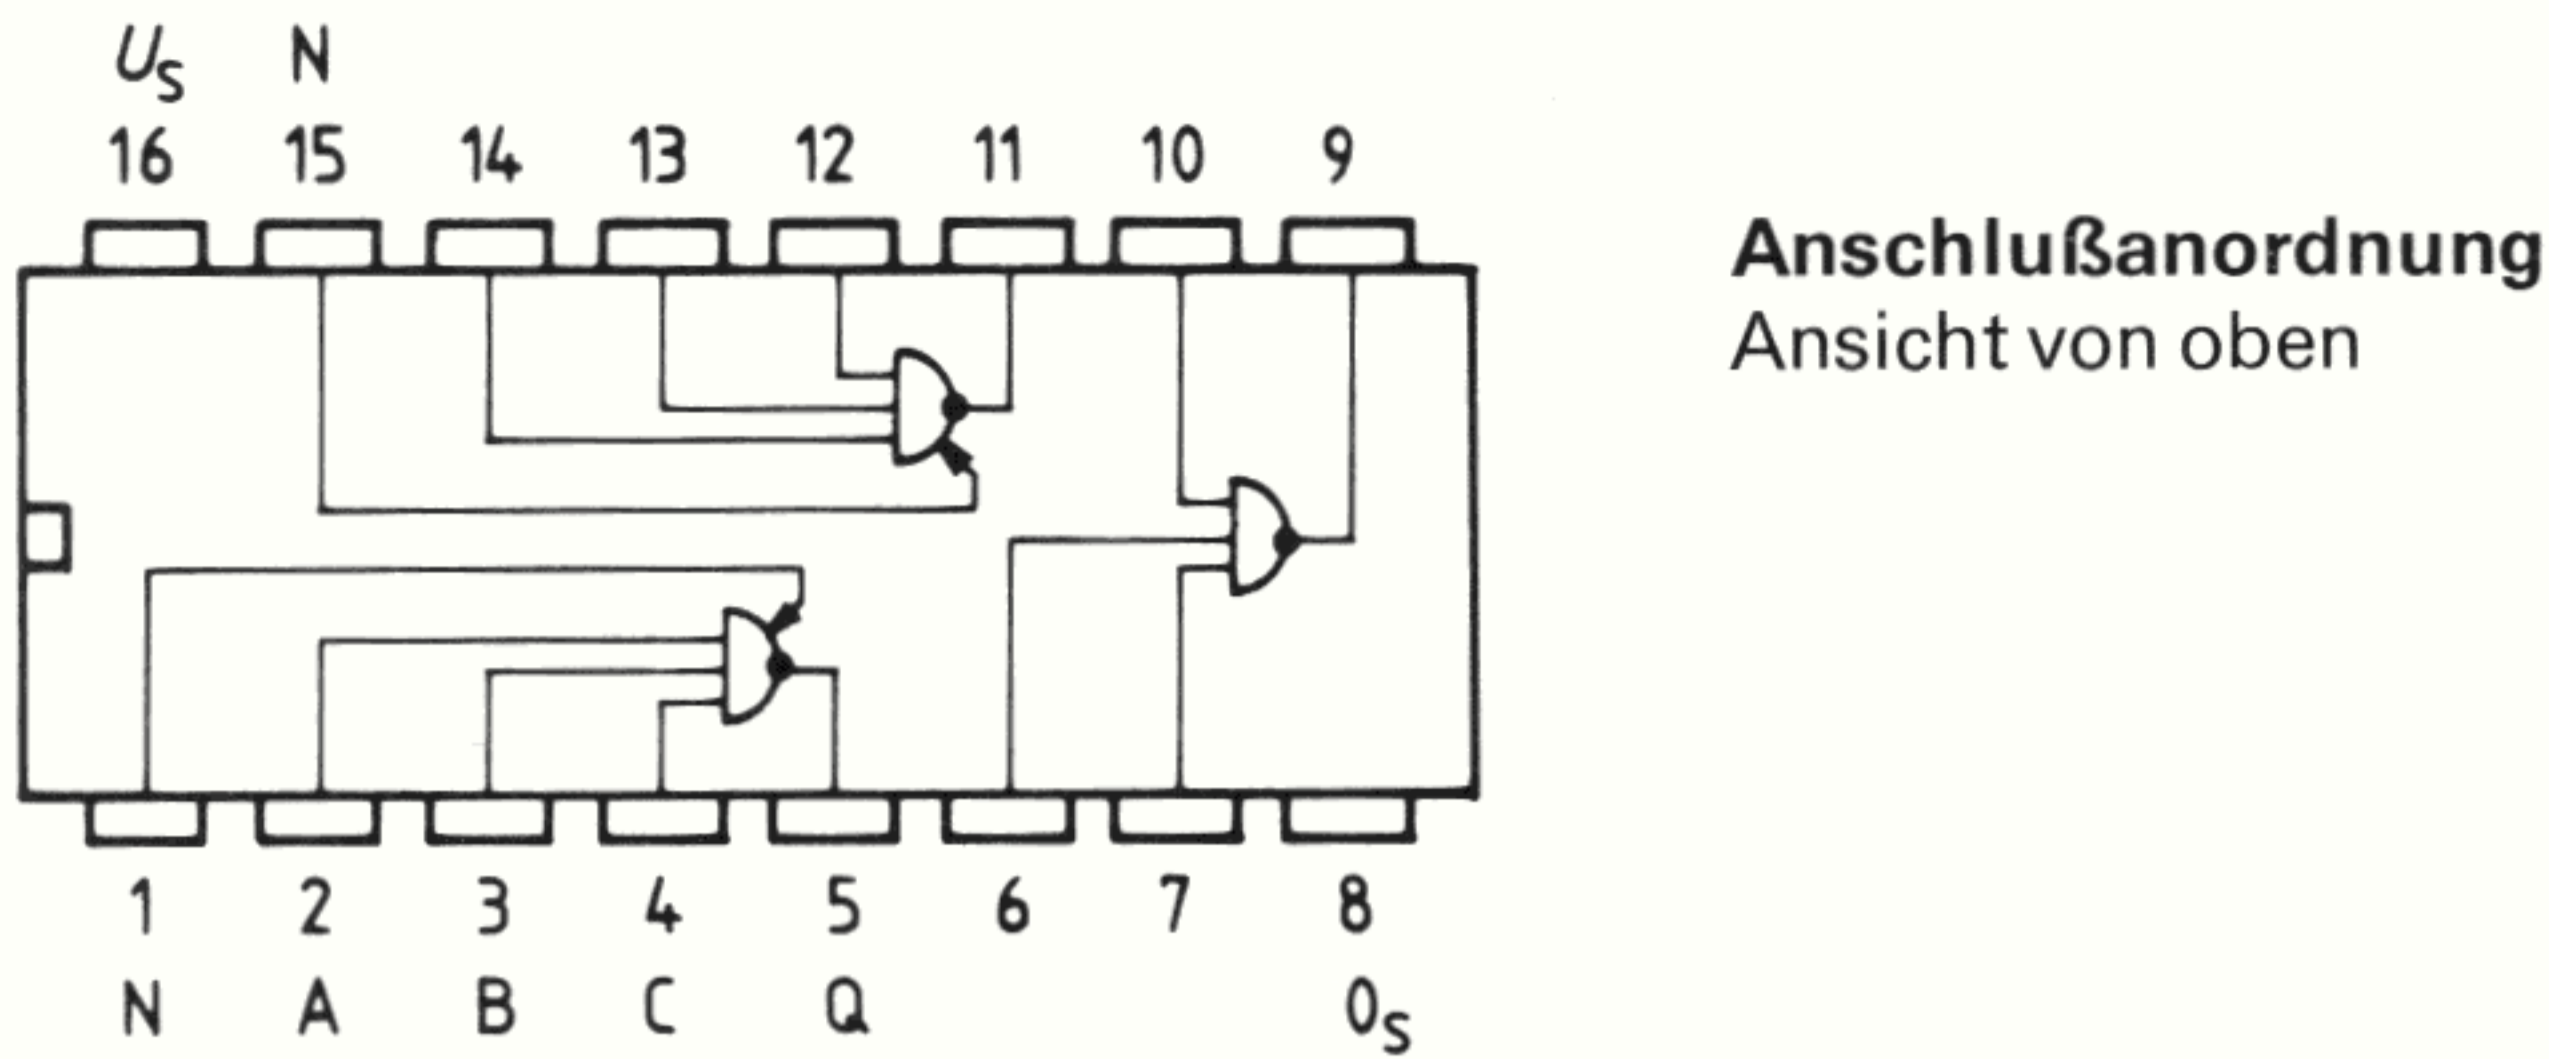 U_S N
16 15 14 13 12 11 10 9
Anschlußanordnung
Ansicht von oben
1 2 3 4 5 6 7 8
N A B C Q 0_S